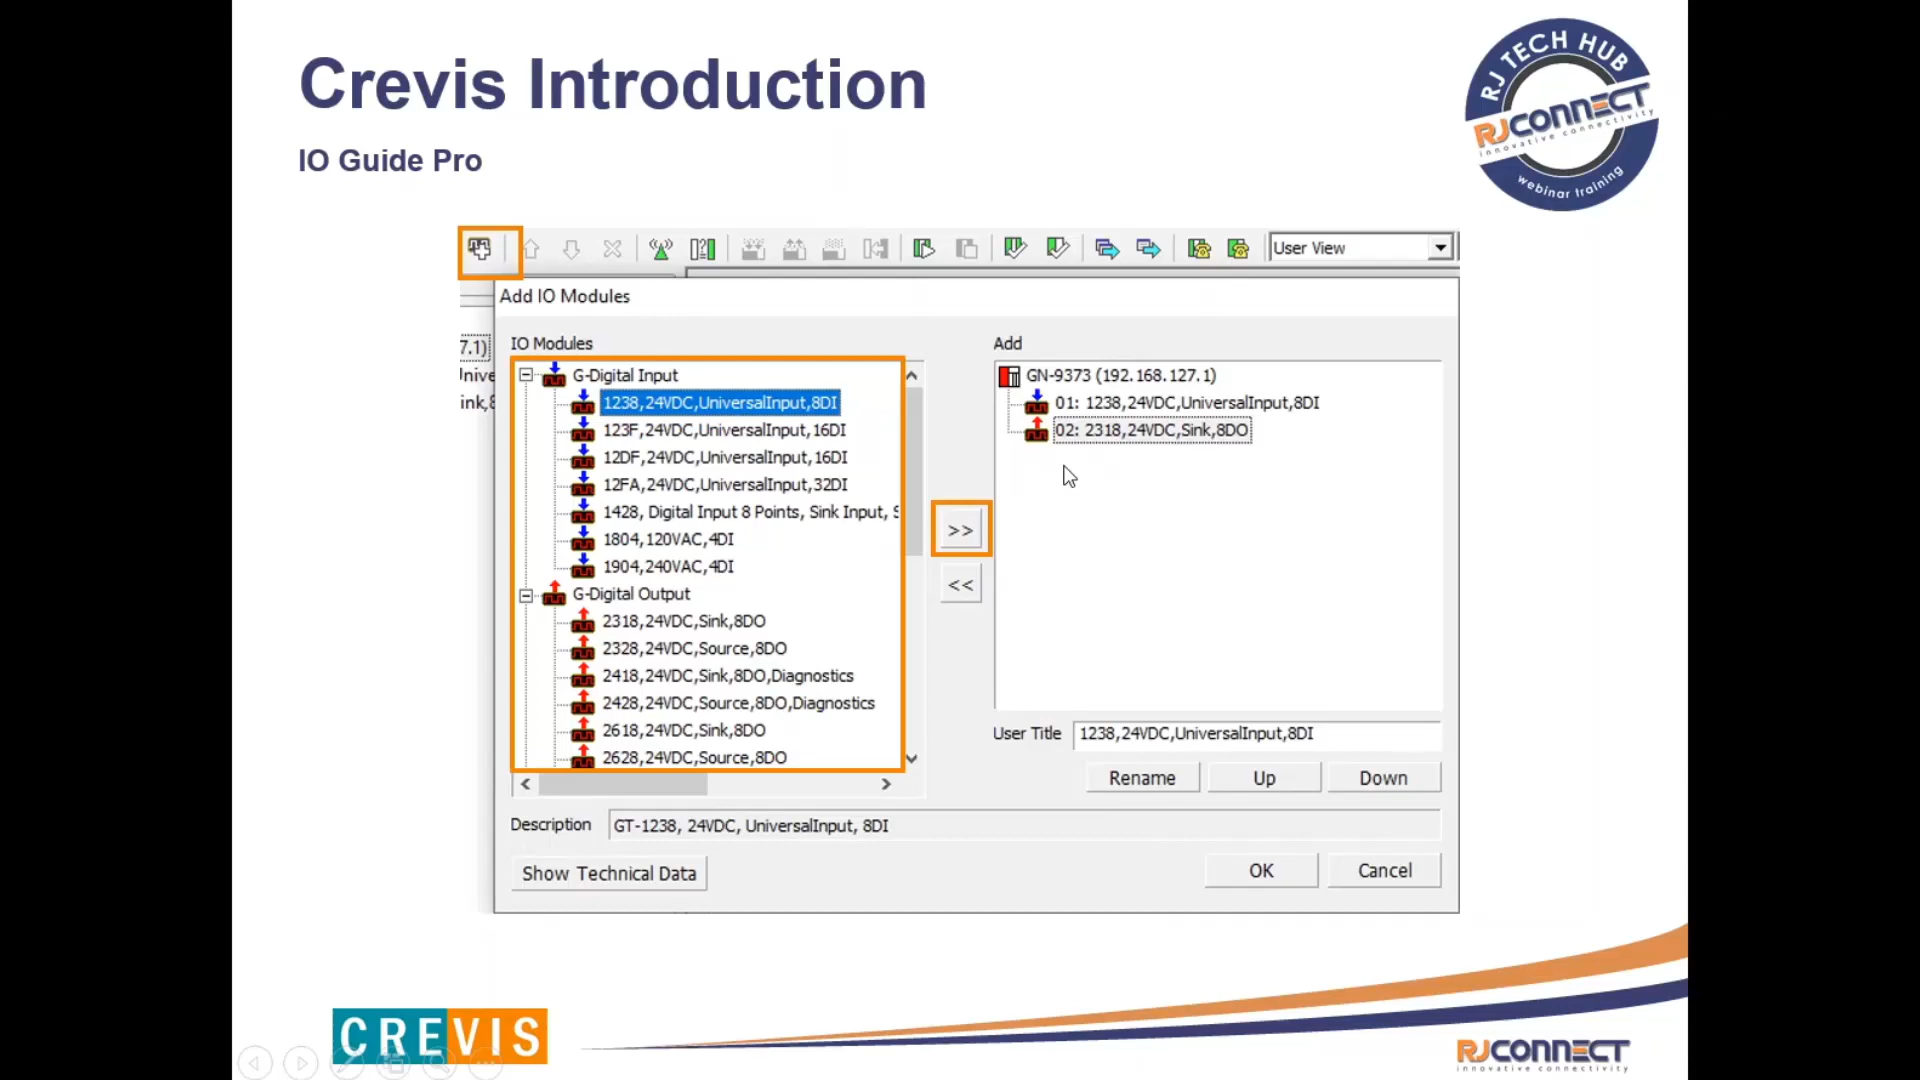 Crevis Introduction
IO Guide Pro
RJ TECH HUB
RJCONNECT
innovative connectivity
webinar training
User View
Add IO Modules
7.1)
ink,8
IO Modules
Add
G-Digital Input
1238,24VDC,UniversalInput,8DI
123F,24VDC,UniversalInput,16DI
12DF,24VDC,UniversalInput,16DI
12FA,24VDC,UniversalInput,32DI
1428, Digital Input 8 Points, Sink Input, S
1804,120VAC,4DI
1904,240VAC,4DI
G-Digital Output
2318,24VDC,Sink,8DO
2328,24VDC,Source,8DO
2418,24VDC,Sink,8DO,Diagnostics
2428,24VDC,Source,8DO,Diagnostics
2618,24VDC,Sink,8DO
2628,24VDC,Source,8DO
>>
<<
GN-9373 (192.168.127.1)
01: 1238,24VDC,UniversalInput,8DI
02: 2318,24VDC,Sink,8DO
User Title 1238,24VDC,UniversalInput,8DI
Rename Up Down
Description GT-1238, 24VDC, UniversalInput, 8DI
Show Technical Data
OK Cancel
CREVIS
RJCONNECT
innovative connectivity